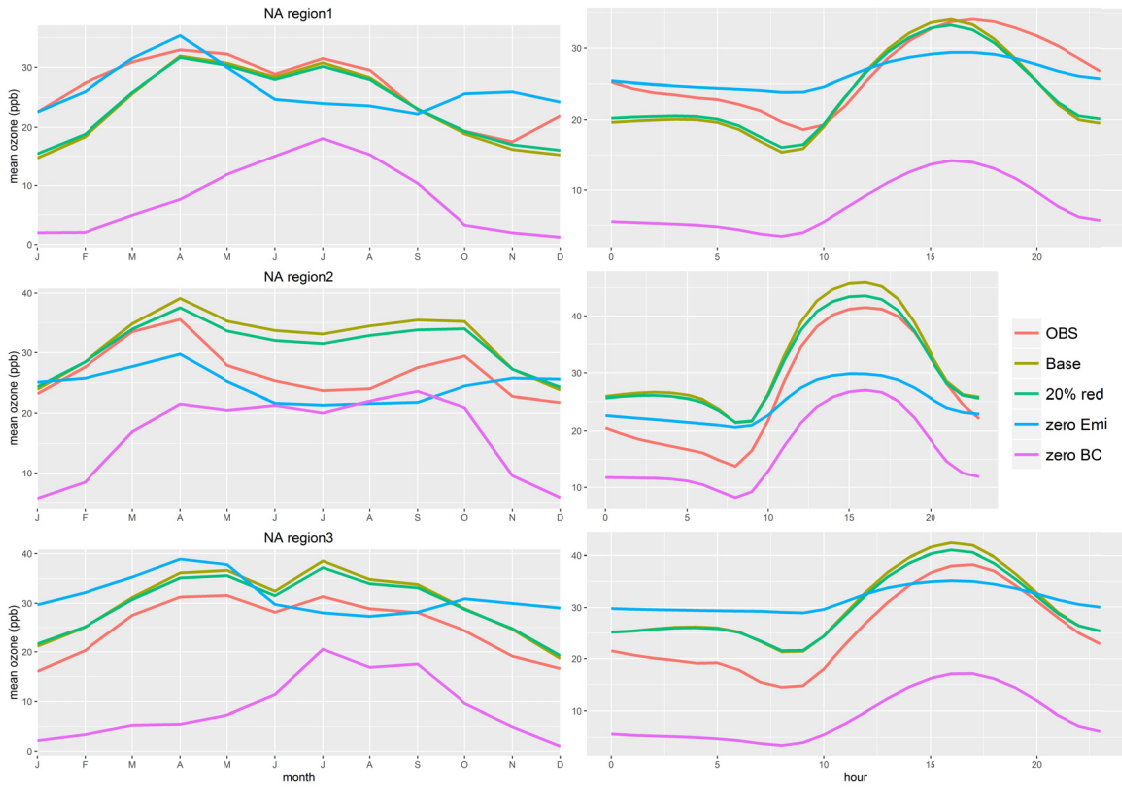 NA region1
mean ozone (ppb)
30
20
10
0
J F M A M J J A S O N D
30
20
10
0 5 10 15 20
NA region2
mean ozone (ppb)
40
30
20
10
J F M A M J J A S O N D
40
30
20
10
0 5 10 15 20
OBS
Base
20% red
zero Emi
zero BC
NA region3
mean ozone (ppb)
40
30
20
10
0
J F M A M J J A S O N D
month
40
30
20
10
0 5 10 15 20
hour